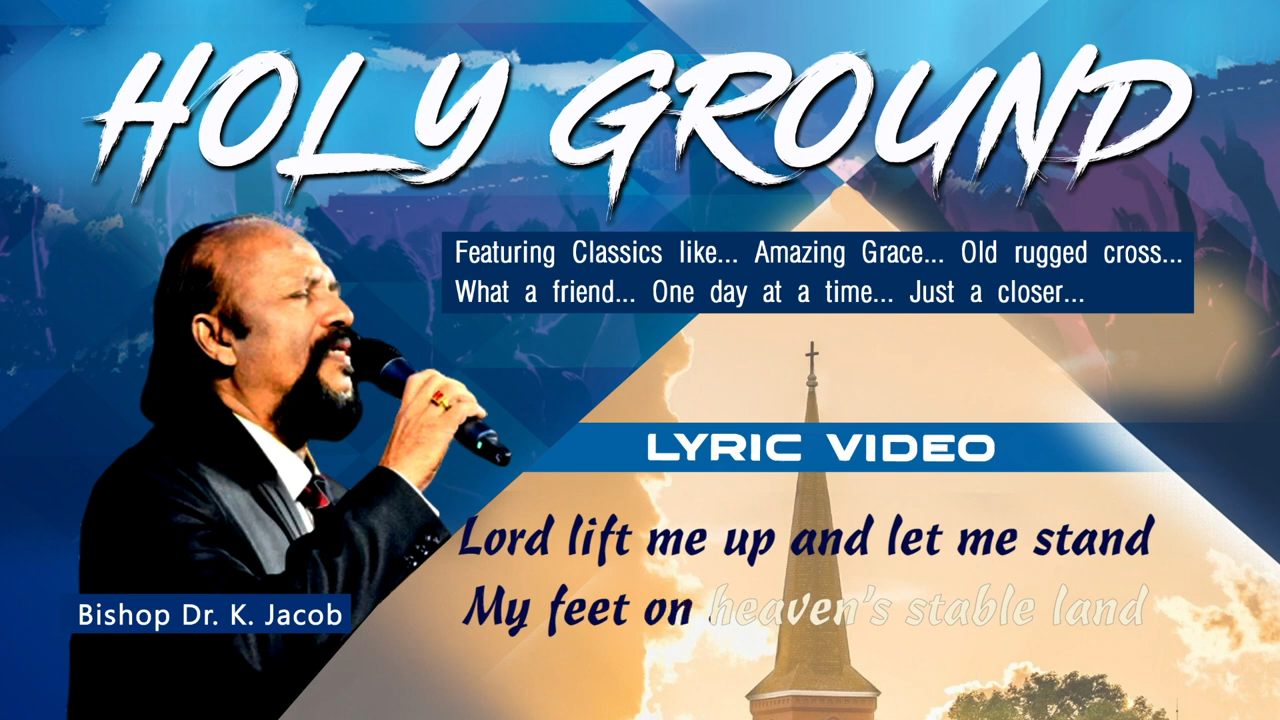 HOLY GROUND
Featuring Classics like... Amazing Grace... Old rugged cross...
What a friend... One day at a time... Just a closer...
LYRIC VIDEO
Lord lift me up and let me stand
My feet on heaven's stable land
Bishop Dr. K. Jacob